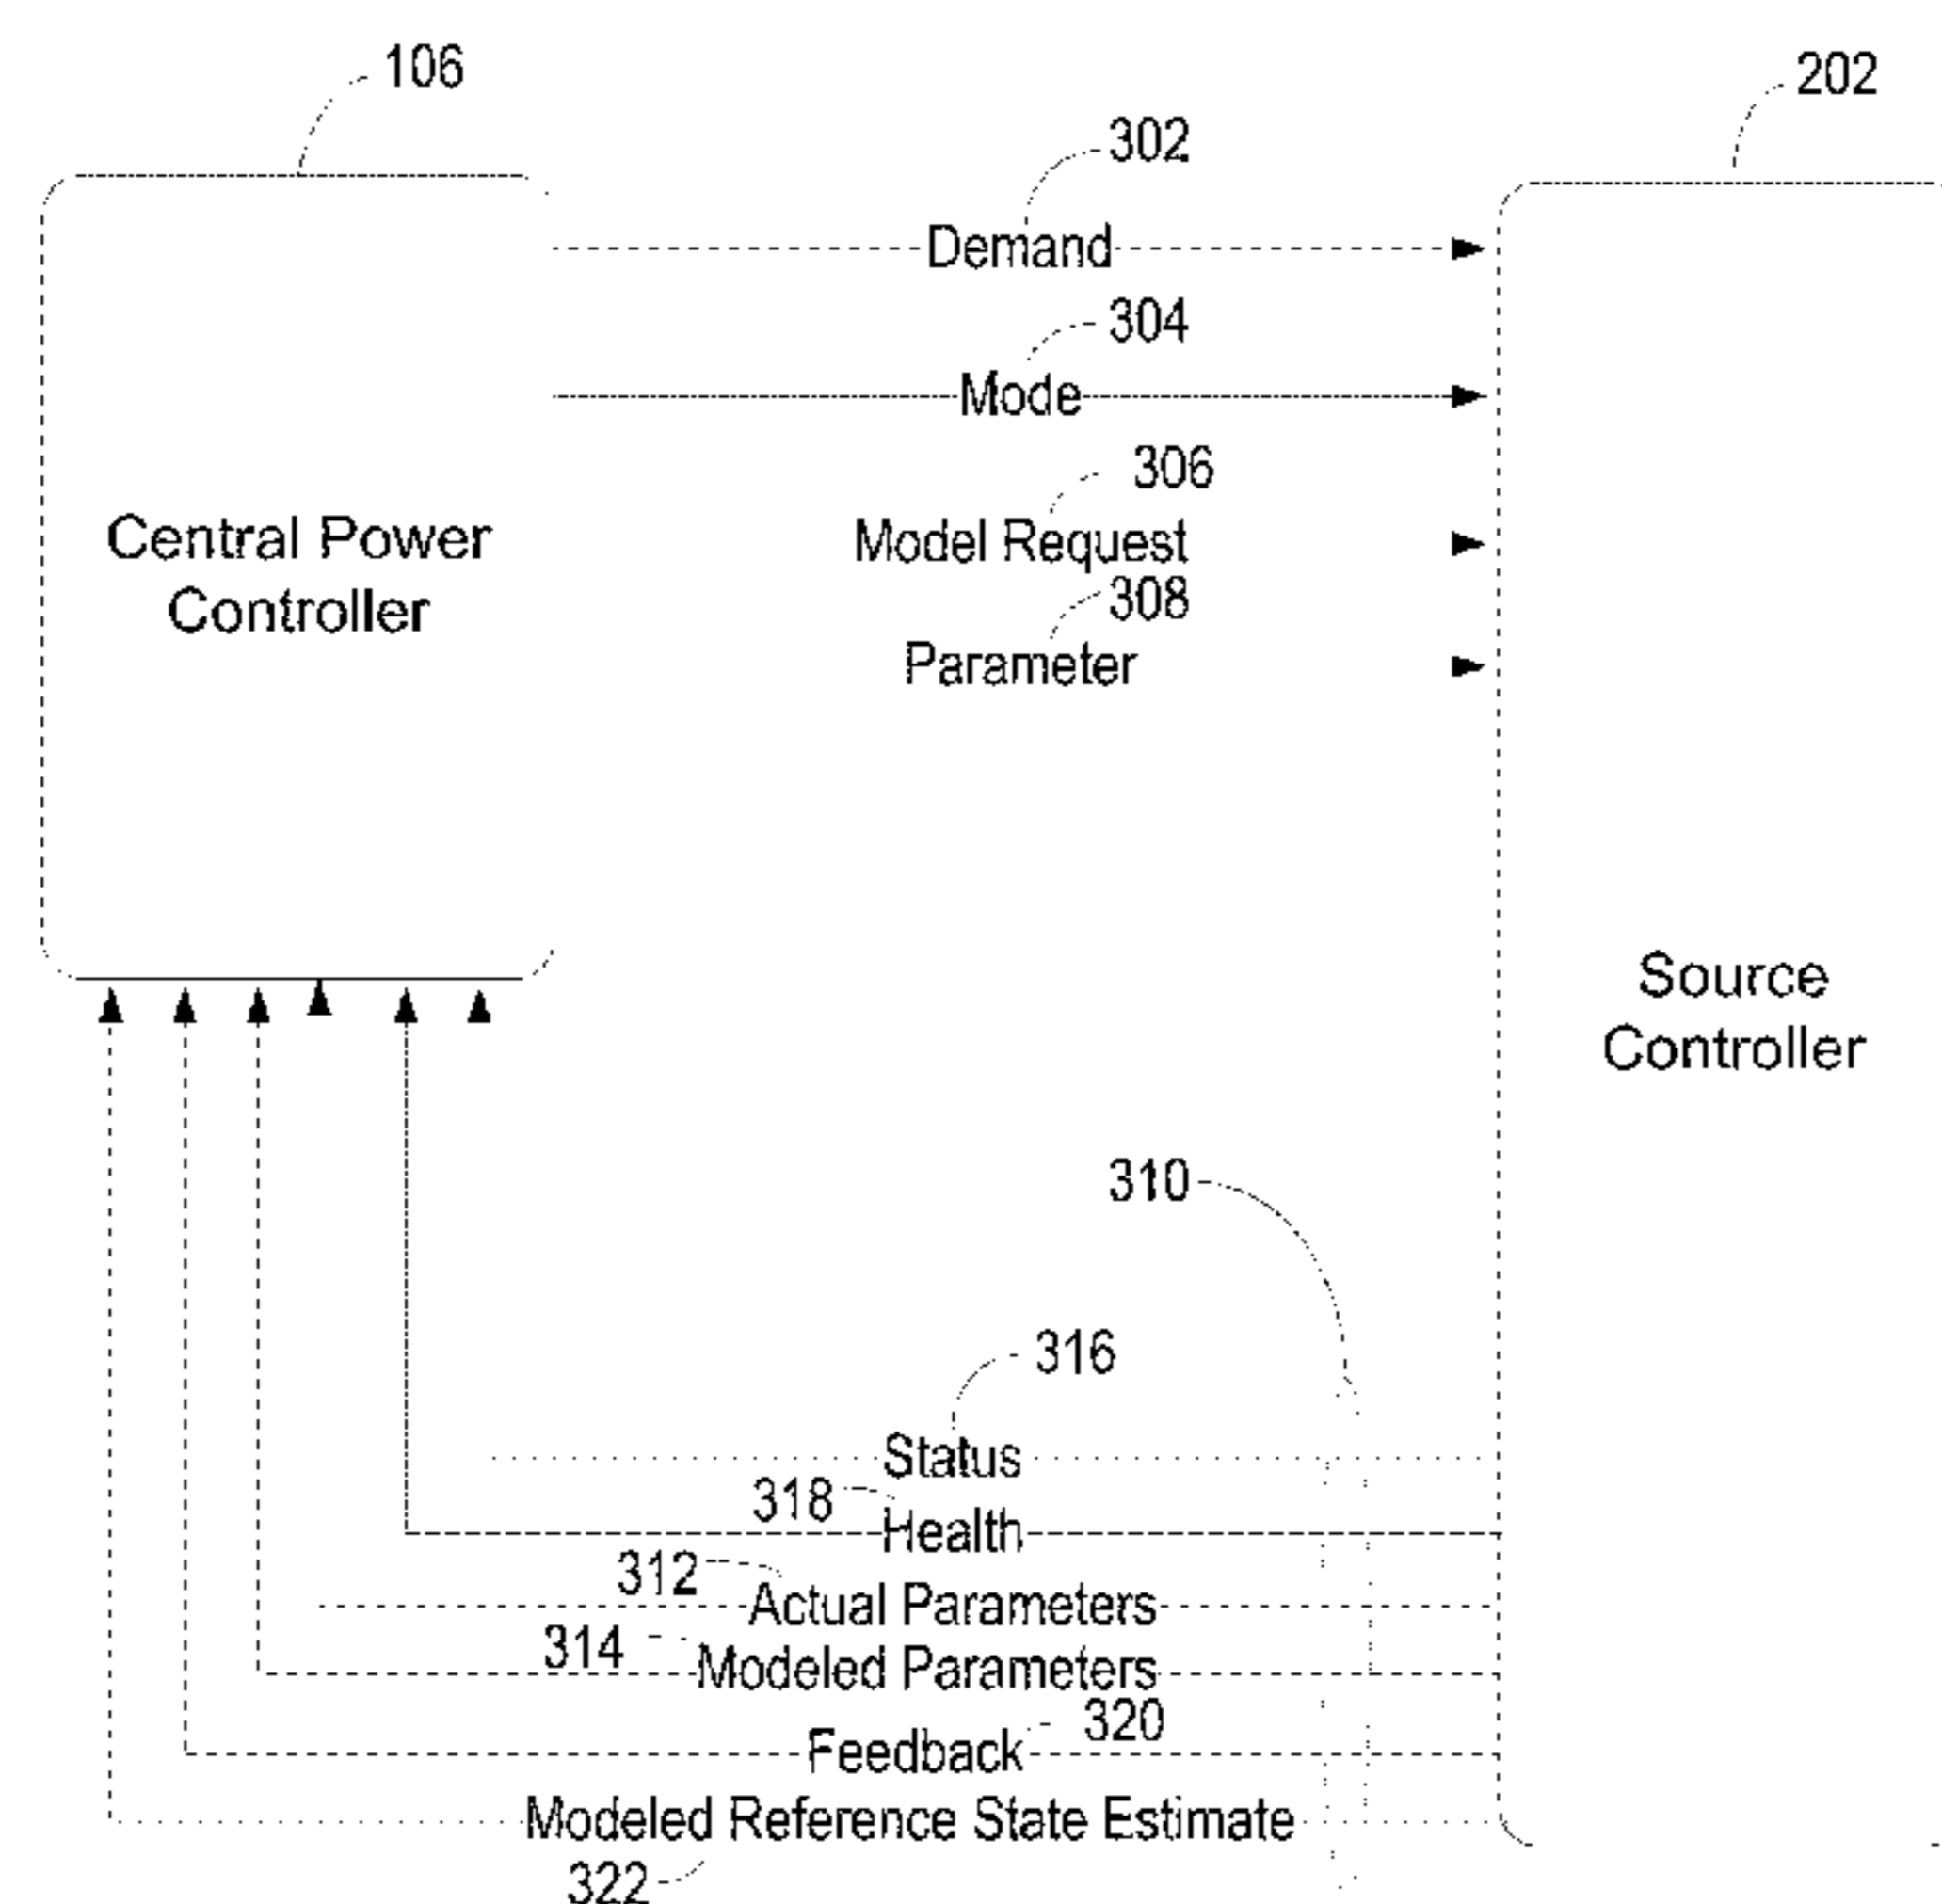 106
202
302
Demand
304
Mode
306
Model Request
308
Parameter
Central Power
Controller
Source
Controller
310
316
Status
318
Health
312
Actual Parameters
314
Modeled Parameters
320
Feedback
Modeled Reference State Estimate
322